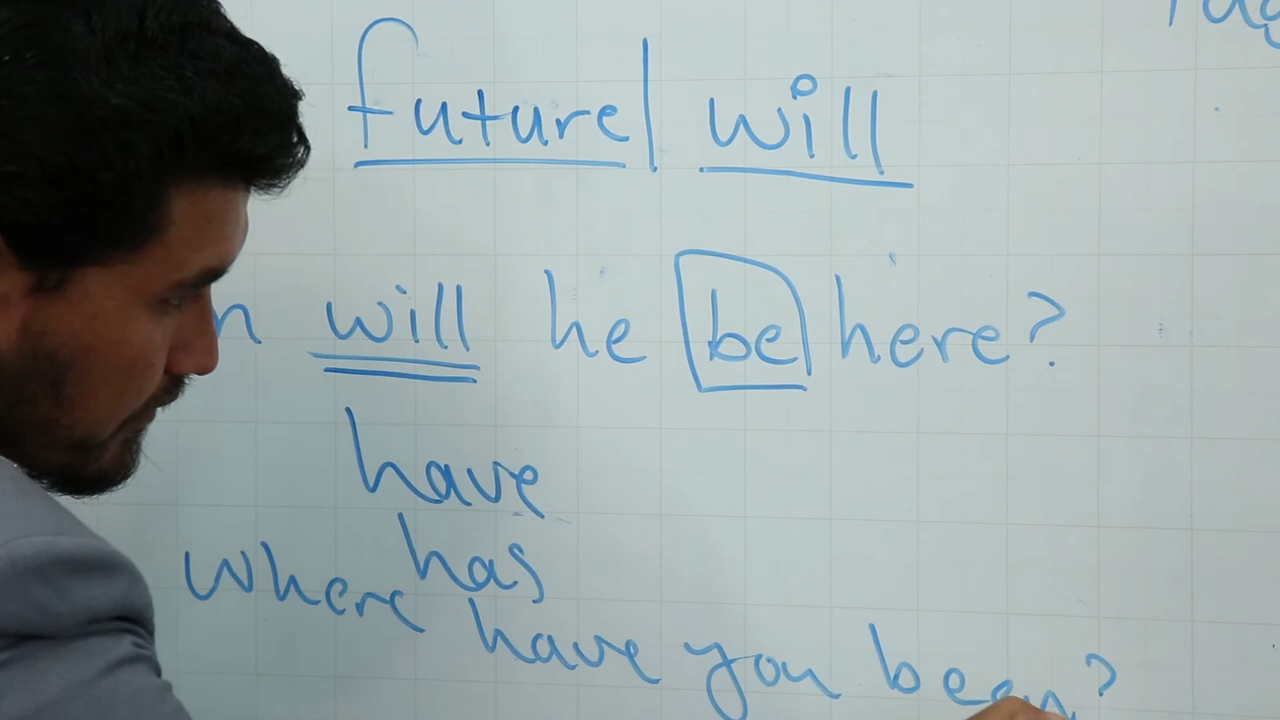 future| will
n will he be here?
have
has
where have you been?